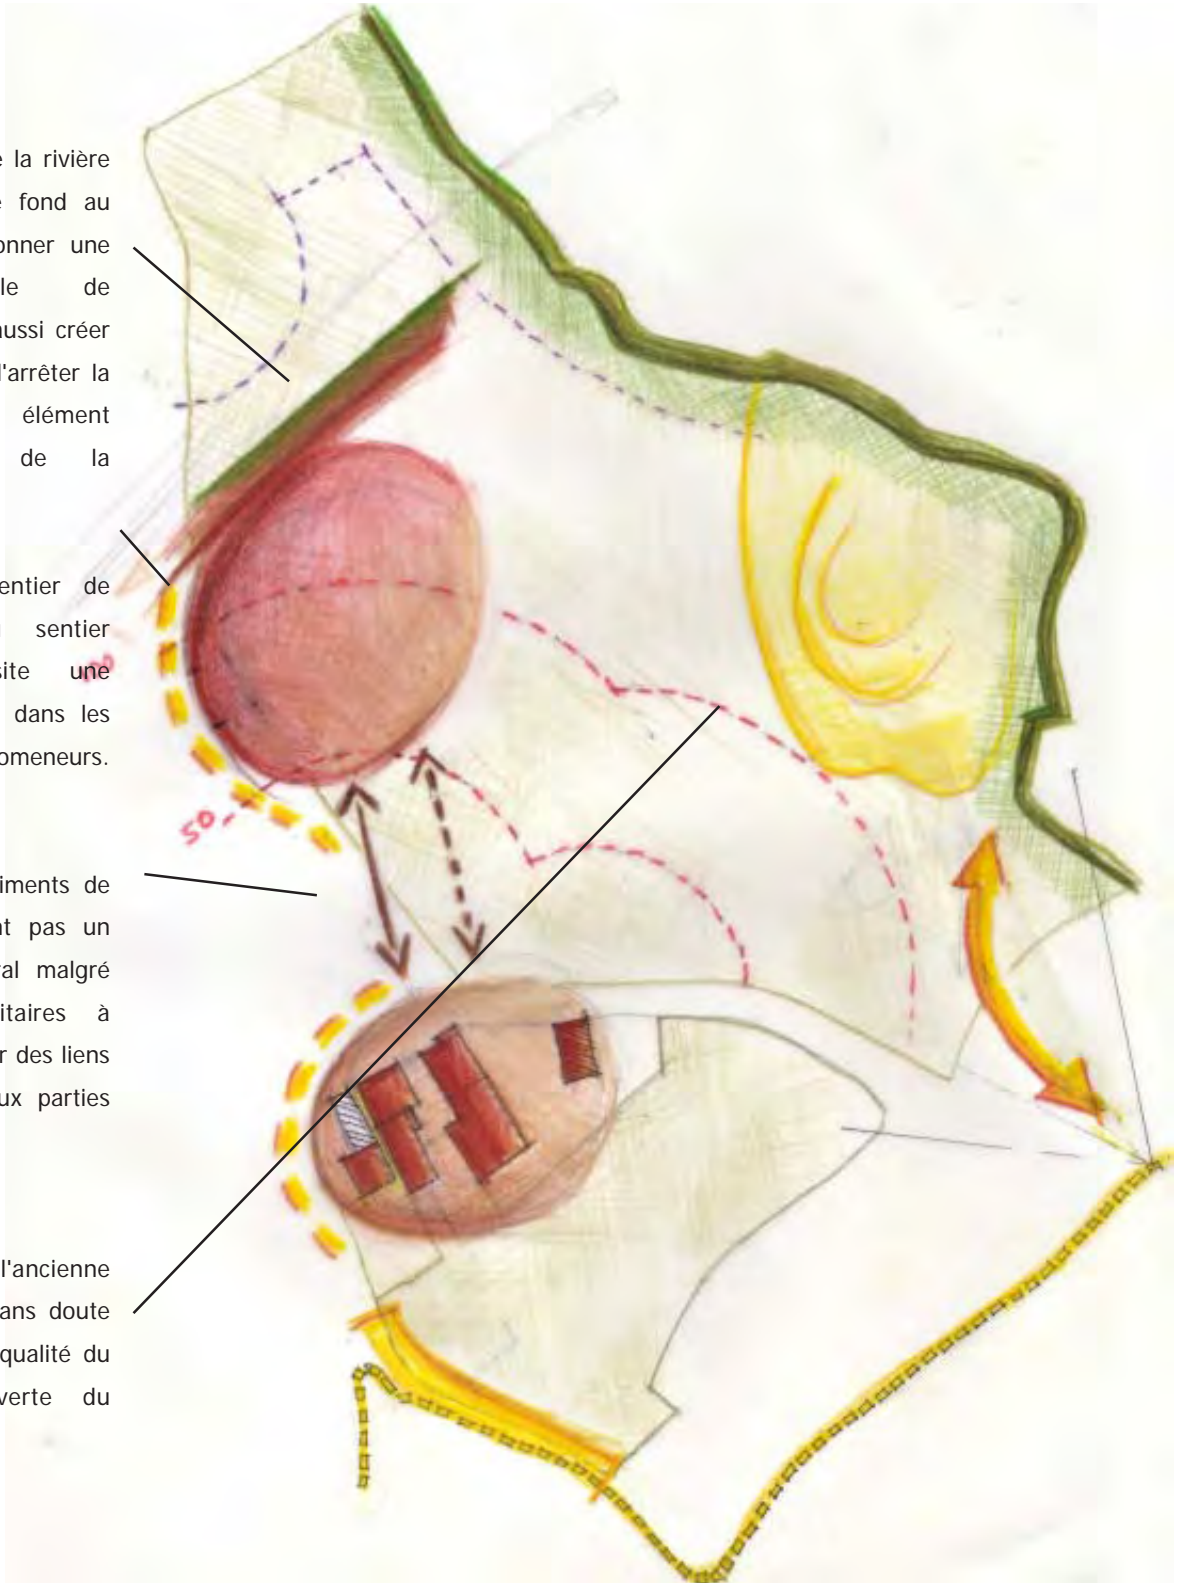 la rivière
fond au
onner une
le de
aussi créer
l'arrêter la
élément
de la
entier de
sentier
site une
dans les
omeneurs.
iments de
nt pas un
al malgré
itaires à
r des liens
ux parties
l'ancienne
ans doute
qualité du
verte du
50